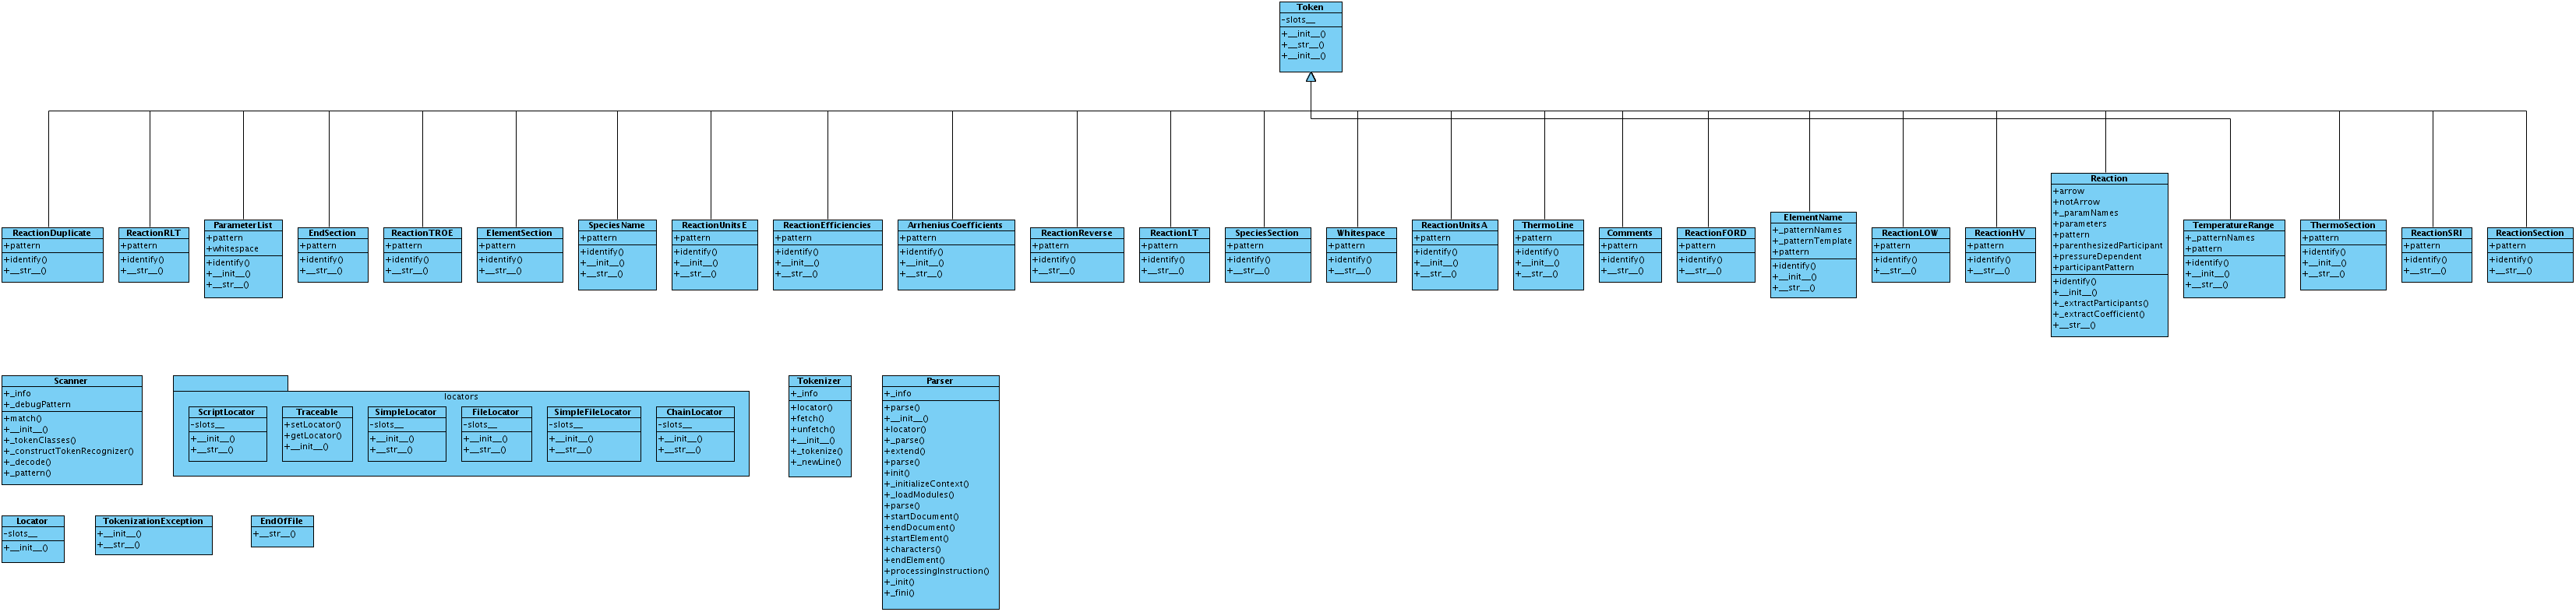 Token
-slots__
+__init__()
+__str__()
+__init__()
ReactionDuplicate
+pattern
+identify()
+__str__()
ReactionRLT
+pattern
+identify()
+__str__()
ParameterList
+pattern
+whitespace
+identify()
+__init__()
+__str__()
EndSection
+pattern
+identify()
+__str__()
ReactionTROE
+pattern
+identify()
+__str__()
ElementSection
+pattern
+identify()
+__str__()
SpeciesName
+pattern
+identify()
+__init__()
+__str__()
ReactionUnitsE
+pattern
+identify()
+__init__()
+__str__()
ReactionEfficiencies
+pattern
+identify()
+__init__()
+__str__()
ArrheniusCoefficients
+pattern
+identify()
+__init__()
+__str__()
ReactionReverse
+pattern
+identify()
+__str__()
ReactionLT
+pattern
+identify()
+__str__()
SpeciesSection
+pattern
+identify()
+__str__()
Whitespace
+pattern
+identify()
+__str__()
ReactionUnitsA
+pattern
+identify()
+__init__()
+__str__()
ThermoLine
+pattern
+identify()
+__init__()
+__str__()
Comments
+pattern
+identify()
+__str__()
ReactionFORD
+pattern
+identify()
+__str__()
ElementName
+_patternNames
+_patternTemplate
+pattern
+identify()
+__init__()
+__str__()
ReactionLOW
+pattern
+identify()
+__str__()
ReactionHV
+pattern
+identify()
+__str__()
Reaction
+arrow
+notArrow
+_paramNames
+parameters
+pattern
+parenthesizedParticipant
+pressureDependent
+participantPattern
+identify()
+__init__()
+_extractParticipants()
+_extractCoefficient()
+__str__()
TemperatureRange
+_patternNames
+pattern
+identify()
+__init__()
+__str__()
ThermoSection
+pattern
+identify()
+__init__()
+__str__()
ReactionSRI
+pattern
+identify()
+__str__()
ReactionSection
+pattern
+identify()
+__str__()
Scanner
+_info
+_debugPattern
+match()
+__init__()
+_tokenClasses()
+_constructTokenRecognizer()
+_decode()
+_pattern()
locators
ScriptLocator
-slots__
+__init__()
+__str__()
Traceable
+setLocator()
+getLocator()
+__init__()
SimpleLocator
-slots__
+__init__()
+__str__()
FileLocator
-slots__
+__init__()
+__str__()
SimpleFileLocator
-slots__
+__init__()
+__str__()
ChainLocator
-slots__
+__init__()
+__str__()
Tokenizer
+_info
+locator()
+fetch()
+unfetch()
+__init__()
+_tokenize()
+_newLine()
Parser
+_info
+parse()
+__init__()
+locator()
+_parse()
+extend()
+parse()
+init()
+_initializeContext()
+_loadModules()
+parse()
+startDocument()
+endDocument()
+startElement()
+characters()
+endElement()
+processingInstruction()
+_init()
+_fini()
Locator
-slots__
+__init__()
TokenizationException
+__init__()
+__str__()
EndOfFile
+__str__()